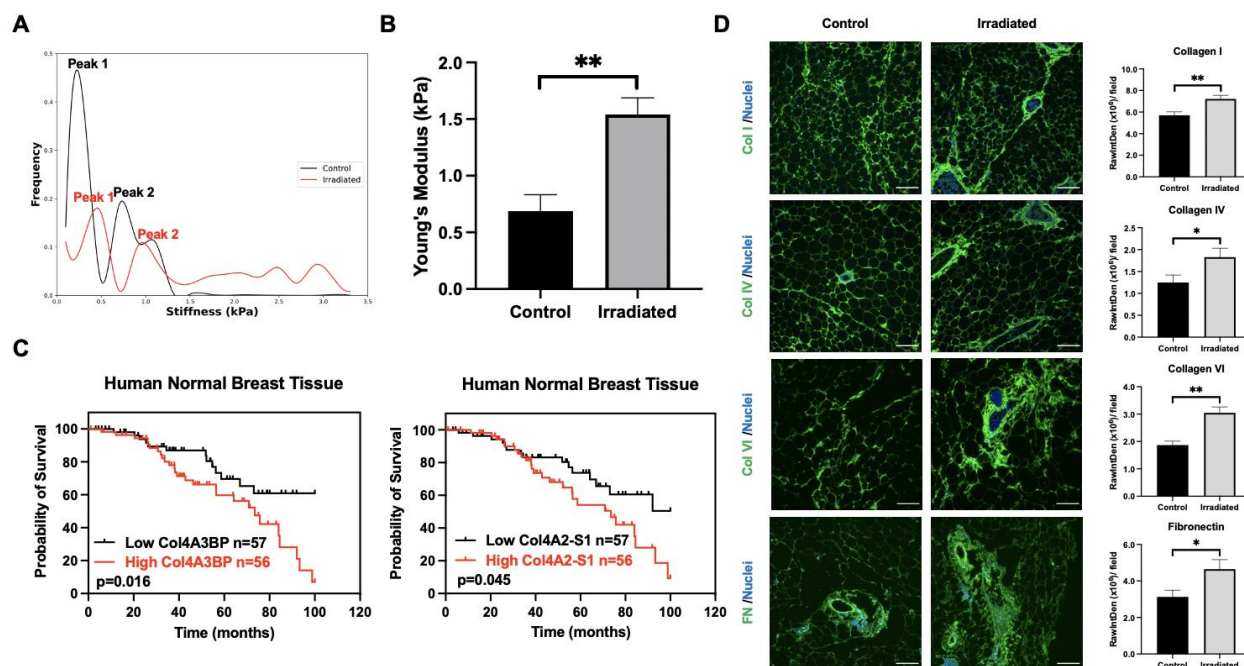 A
Peak 1
Peak 2
Peak 1
Peak 2
Control
Irradiated
0.5
0.4
0.3
0.2
0.1
0.0
Frequency
0.0 0.5 1.0 1.5 2.0 2.5 3.0 3.5
Stiffness (kPa)
B
**
2.0
1.5
1.0
0.5
0.0
Young's Modulus (kPa)
Control Irradiated
C
Human Normal Breast Tissue
100
80
60
40
20
0
Probability of Survival
Low Col4A3BP n=57
High Col4A3BP n=56
p=0.016
0 20 40 60 80 100 120
Time (months)
Human Normal Breast Tissue
100
80
60
40
20
0
Probability of Survival
Low Col4A2-S1 n=57
High Col4A2-S1 n=56
p=0.045
0 20 40 60 80 100 120
Time (months)
D
Control Irradiated
Col I /Nuclei
Collagen I
**
10.0
8.0
6.0
4.0
2.0
0.0
RawIntDen (x10⁶)/ field
Control Irradiated
Col IV /Nuclei
Collagen IV
*
2.5
2.0
1.5
1.0
0.5
0.0
RawIntDen (x10⁶)/ field
Control Irradiated
Col VI /Nuclei
Collagen VI
**
4.0
3.0
2.0
1.0
0.0
RawIntDen (x10⁶)/ field
Control Irradiated
FN /Nuclei
Fibronectin
*
6.0
4.0
2.0
0.0
RawIntDen (x10⁶)/ field
Control Irradiated